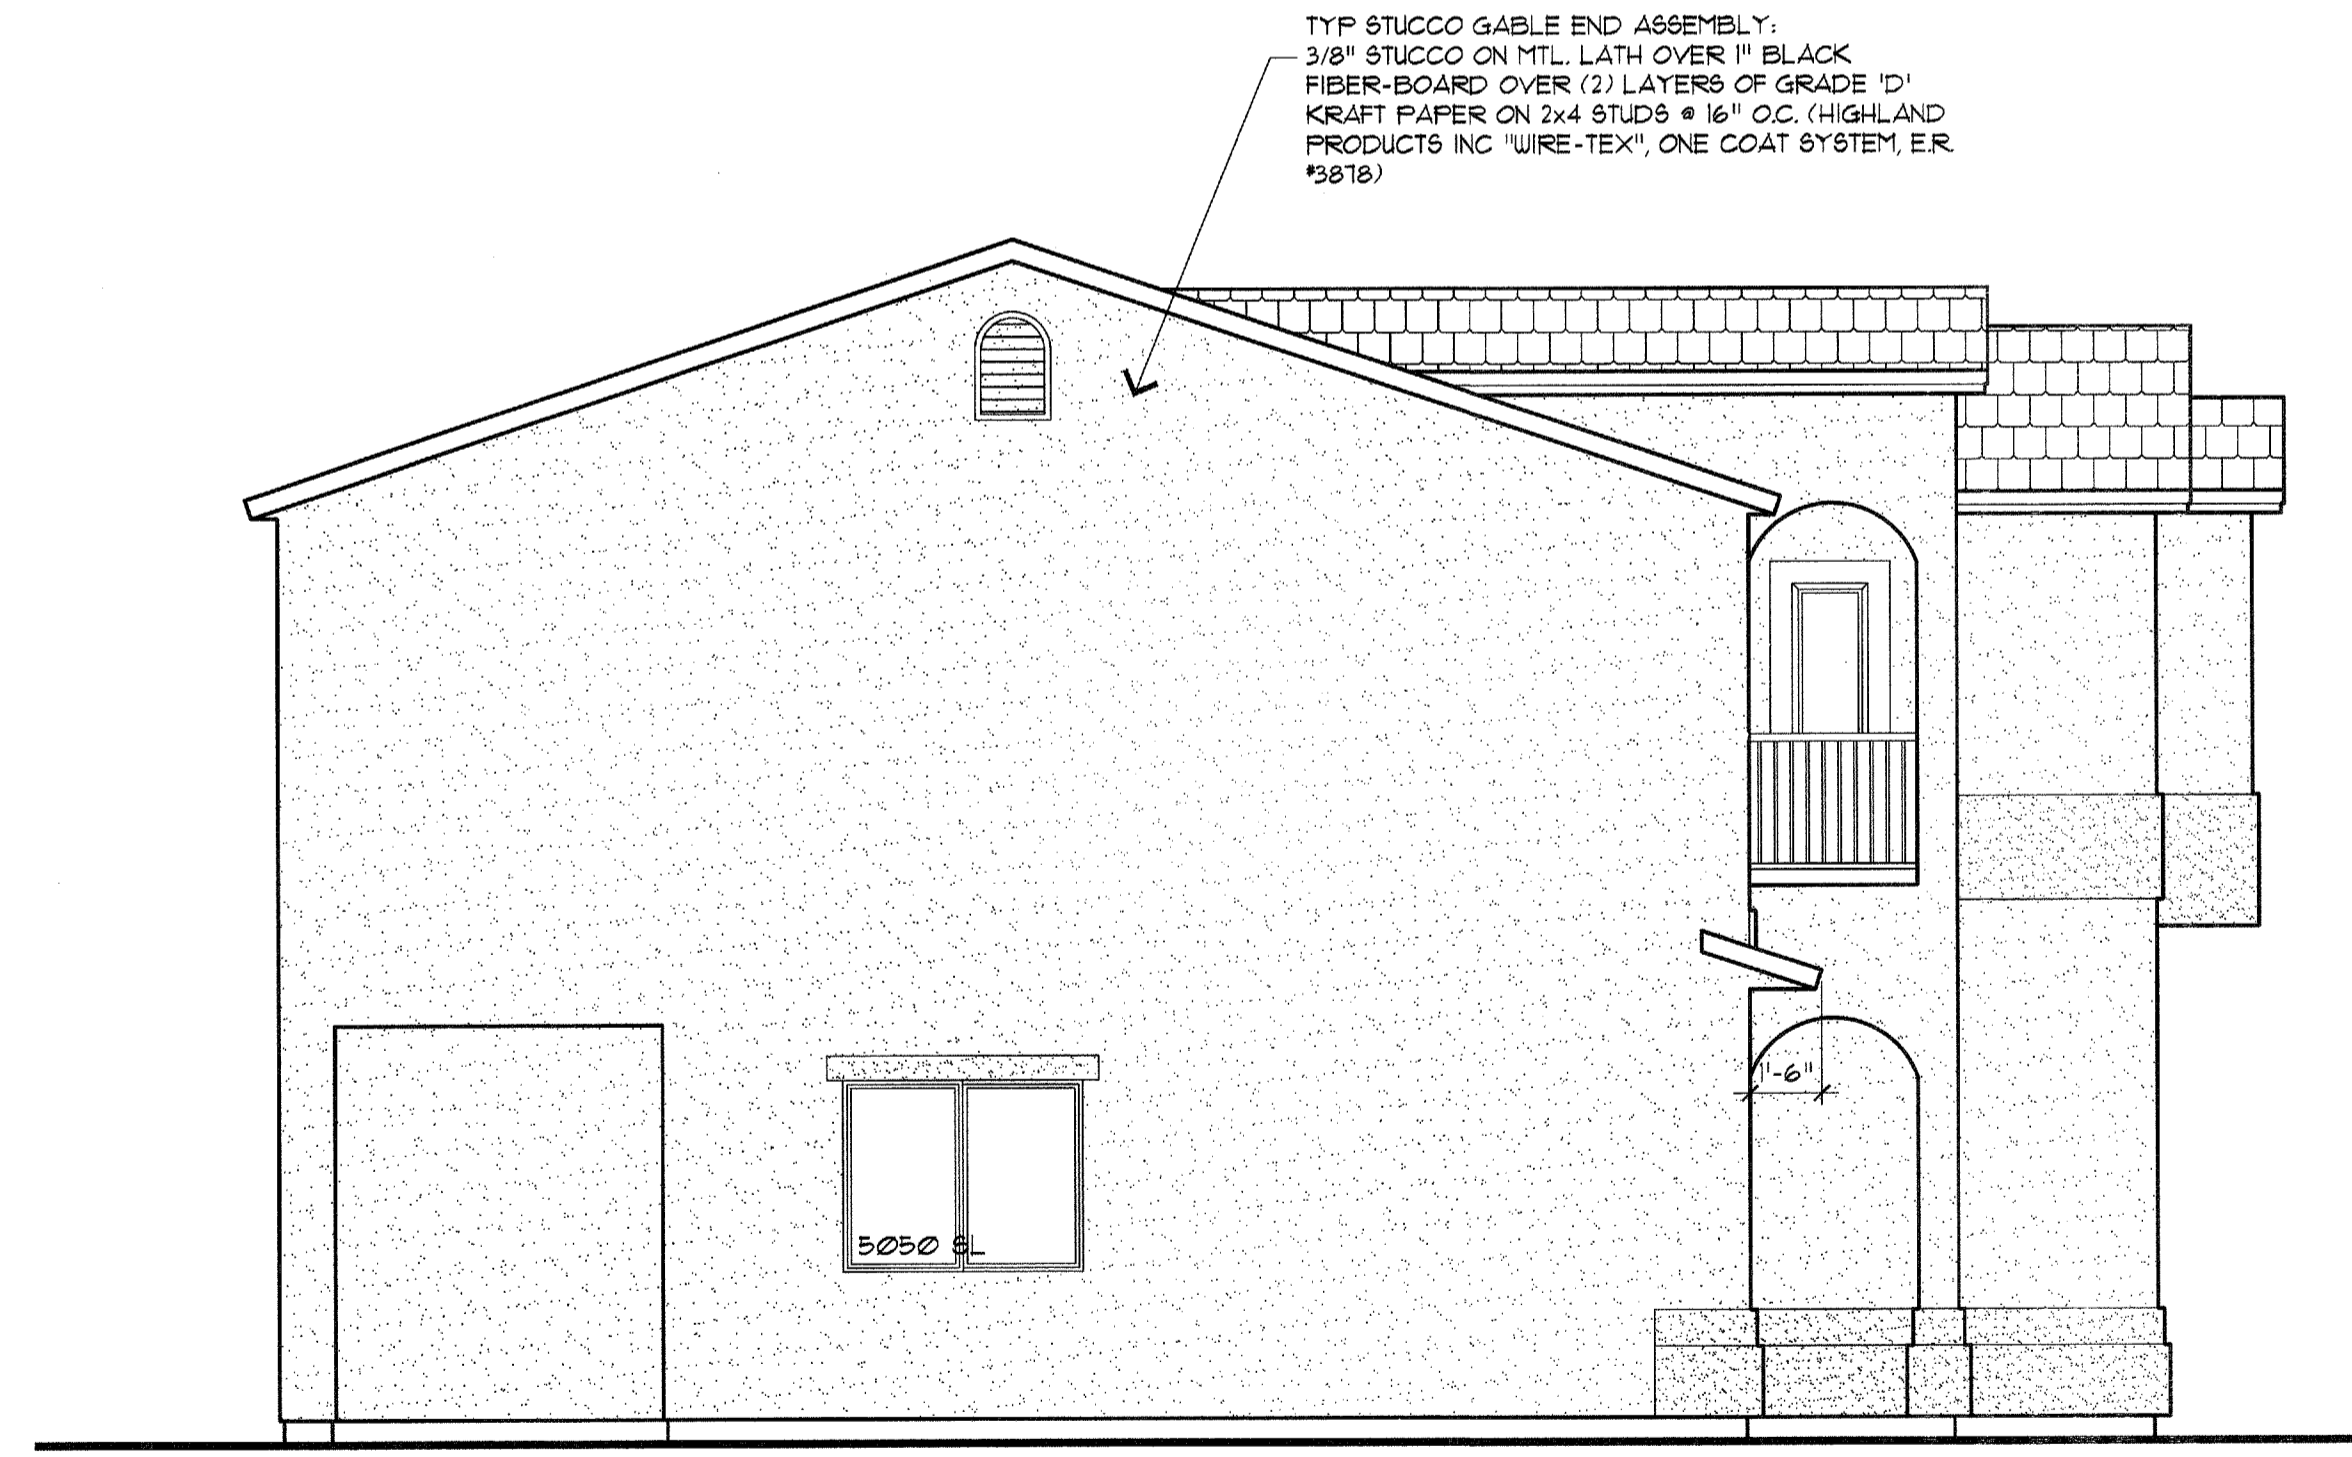 TYP STUCCO GABLE END ASSEMBLY:
3/8" STUCCO ON MTL. LATH OVER 1" BLACK
FIBER-BOARD OVER (2) LAYERS OF GRADE 'D'
KRAFT PAPER ON 2x4 STUDS @ 16" O.C. (HIGHLAND
PRODUCTS INC "WIRE-TEX", ONE COAT SYSTEM, E.R.
#3878)
1'-6"
5050 SL